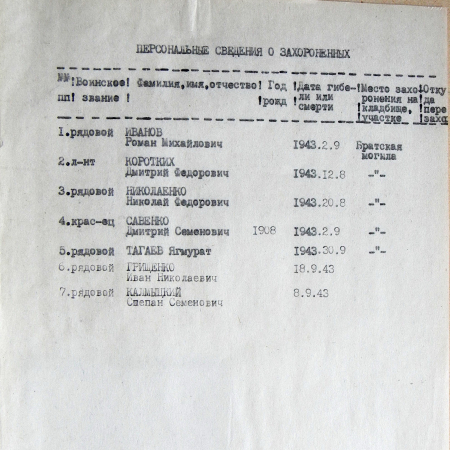 ПЕРСОНАЛЬНЫЕ СВЕДЕНИЯ О ЗАХОРОНЕННЫХ
№№!Воинское! Фамилия,имя,отчество! Год !Дата гибе-!Место захо-!Отку
пп! звание ! !рожд !ли или !ронения на!да
смерти !кладбище, !пере
!участке !захо
1.рядовой ИВАНОВ
Роман Михайлович 1943.2.9 Братская
могила
2.л-нт КОРОТКИХ
Дмитрий Федорович 1943.12.8 -"-
3.рядовой НИКОЛАЕНКО
Николай Федорович 1943.20.8 -"-
4.крас-ец САВЕНКО
Дмитрий Семенович 1908 1943.2.9 -"-
5.рядовой ТАГАЕВ Ягмурат 1943.30.9 -"-
6.рядовой ГРИЩЕНКО 18.9.43
Иван Николаевич
7.рядовой КАЛМЫЦКИЙ 8.9.43
Степан Семенович